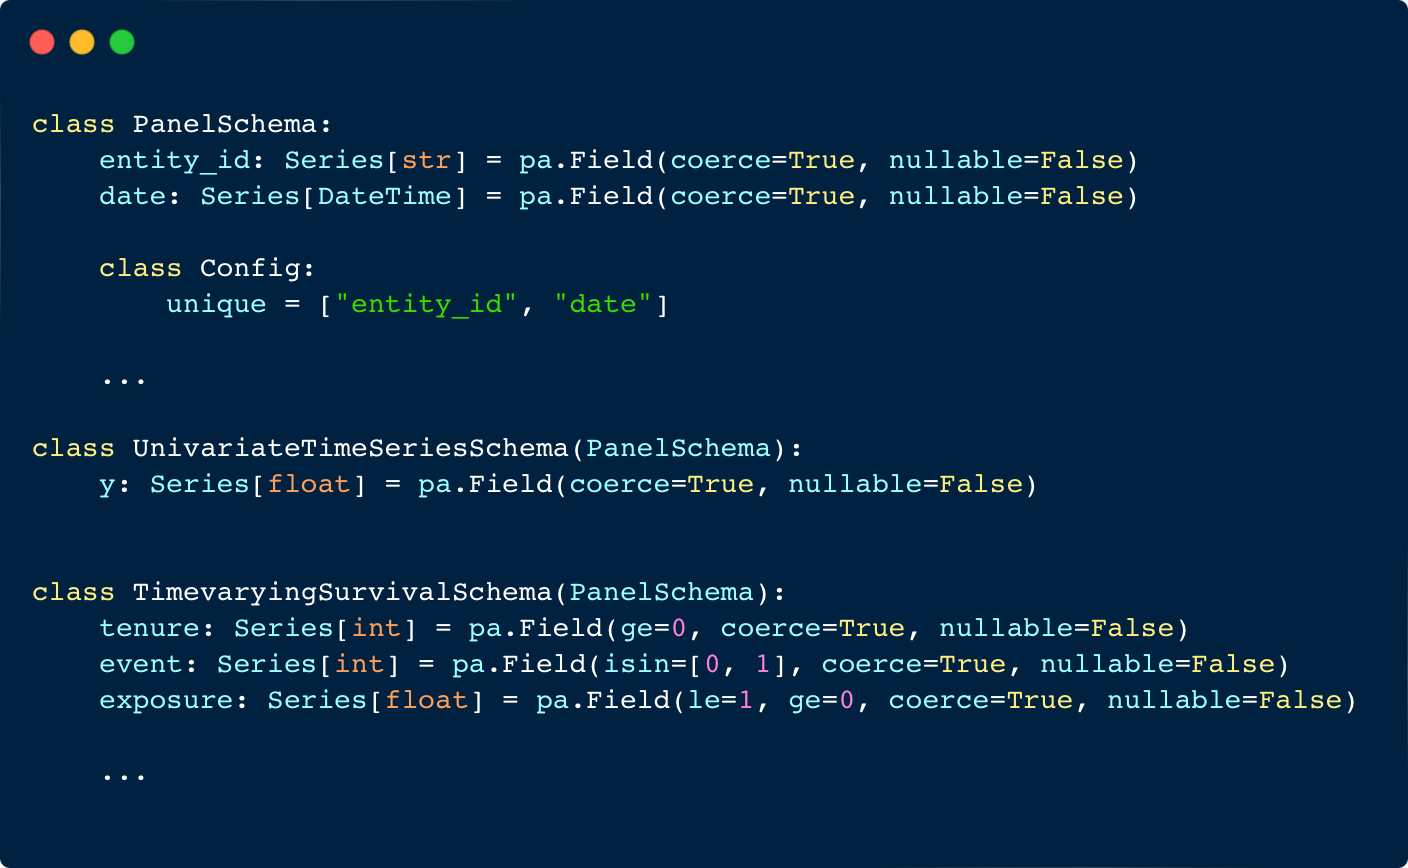 class PanelSchema:
    entity_id: Series[str] = pa.Field(coerce=True, nullable=False)
    date: Series[DateTime] = pa.Field(coerce=True, nullable=False)

    class Config:
        unique = ["entity_id", "date"]

    ...

class UnivariateTimeSeriesSchema(PanelSchema):
    y: Series[float] = pa.Field(coerce=True, nullable=False)


class TimevaryingSurvivalSchema(PanelSchema):
    tenure: Series[int] = pa.Field(ge=0, coerce=True, nullable=False)
    event: Series[int] = pa.Field(isin=[0, 1], coerce=True, nullable=False)
    exposure: Series[float] = pa.Field(le=1, ge=0, coerce=True, nullable=False)

    ...